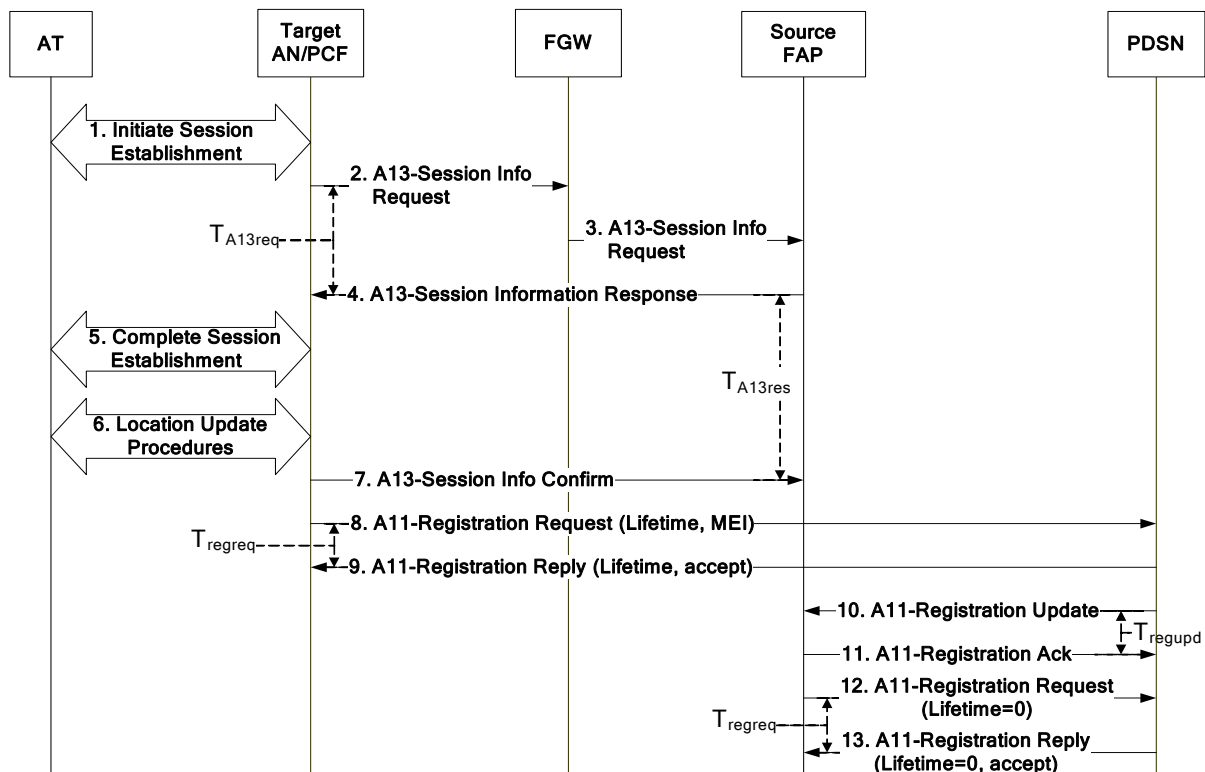 AT
Target
AN/PCF
FGW
Source
FAP
PDSN
1. Initiate Session
Establishment
2. A13-Session Info
Request
TA13req
3. A13-Session Info
Request
4. A13-Session Information Response
5. Complete Session
Establishment
TA13res
6. Location Update
Procedures
7. A13-Session Info Confirm
8. A11-Registration Request (Lifetime, MEI)
Tregreq
9. A11-Registration Reply (Lifetime, accept)
10. A11-Registration Update
Tregupd
11. A11-Registration Ack
12. A11-Registration Request
(Lifetime=0)
Tregreq
13. A11-Registration Reply
(Lifetime=0, accept)